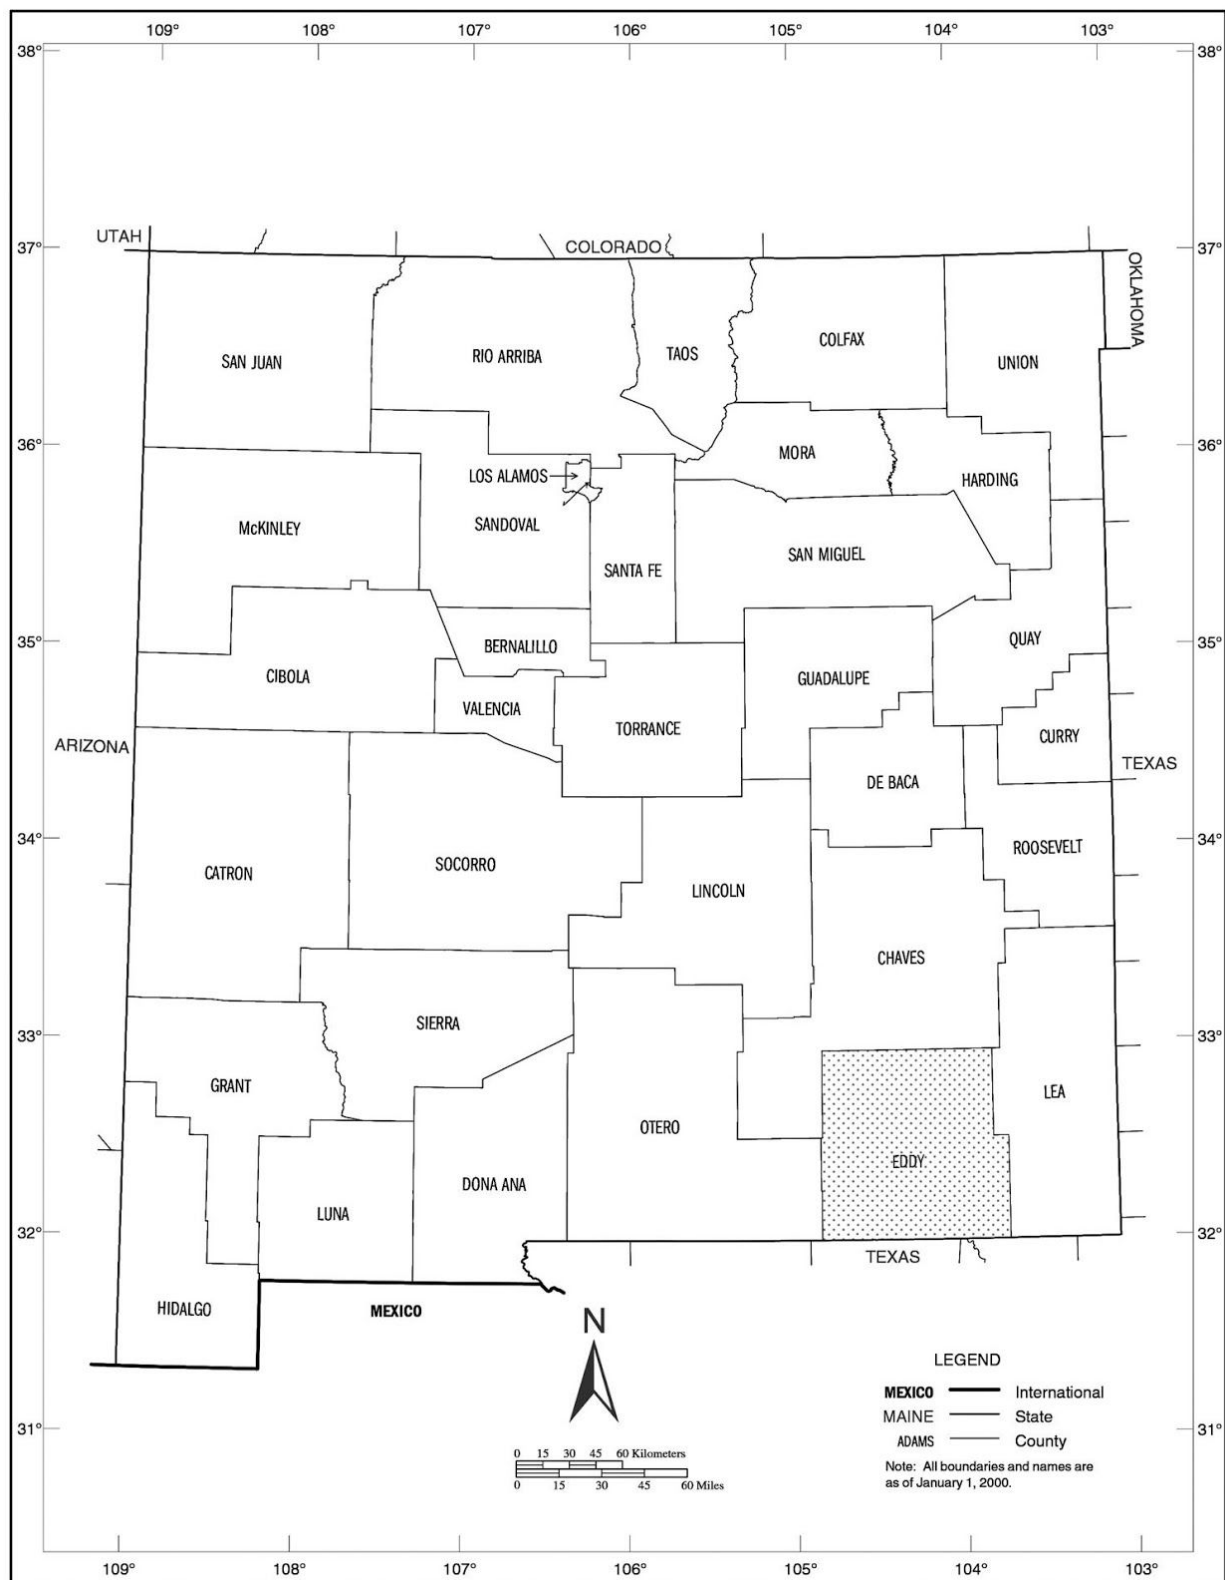 109° 108° 107° 106° 105° 104° 103°
38° 38°
UTAH
COLORADO
37° 37°
OKLAHOMA
COLFAX
SAN JUAN
RIO ARRIBA
TAOS
UNION
36° 36°
MORA
LOS ALAMOS
HARDING
McKINLEY
SANDOVAL
SAN MIGUEL
SANTA FE
35° 35°
BERNALILLO
QUAY
CIBOLA
GUADALUPE
VALENCIA
TORRANCE
CURRY
ARIZONA
TEXAS
DE BACA
34° 34°
ROOSEVELT
CATRON
SOCORRO
LINCOLN
CHAVES
33° 33°
SIERRA
GRANT
LEA
OTERO
EDDY
DONA ANA
LUNA
32° 32°
TEXAS
HIDALGO
MEXICO
N
LEGEND
MEXICO International
MAINE State
31° 31°
ADAMS County
0 15 30 45 60 Kilometers
0 15 30 45 60 Miles
Note: All boundaries and names are
as of January 1, 2000.
109° 108° 107° 106° 105° 104° 103°